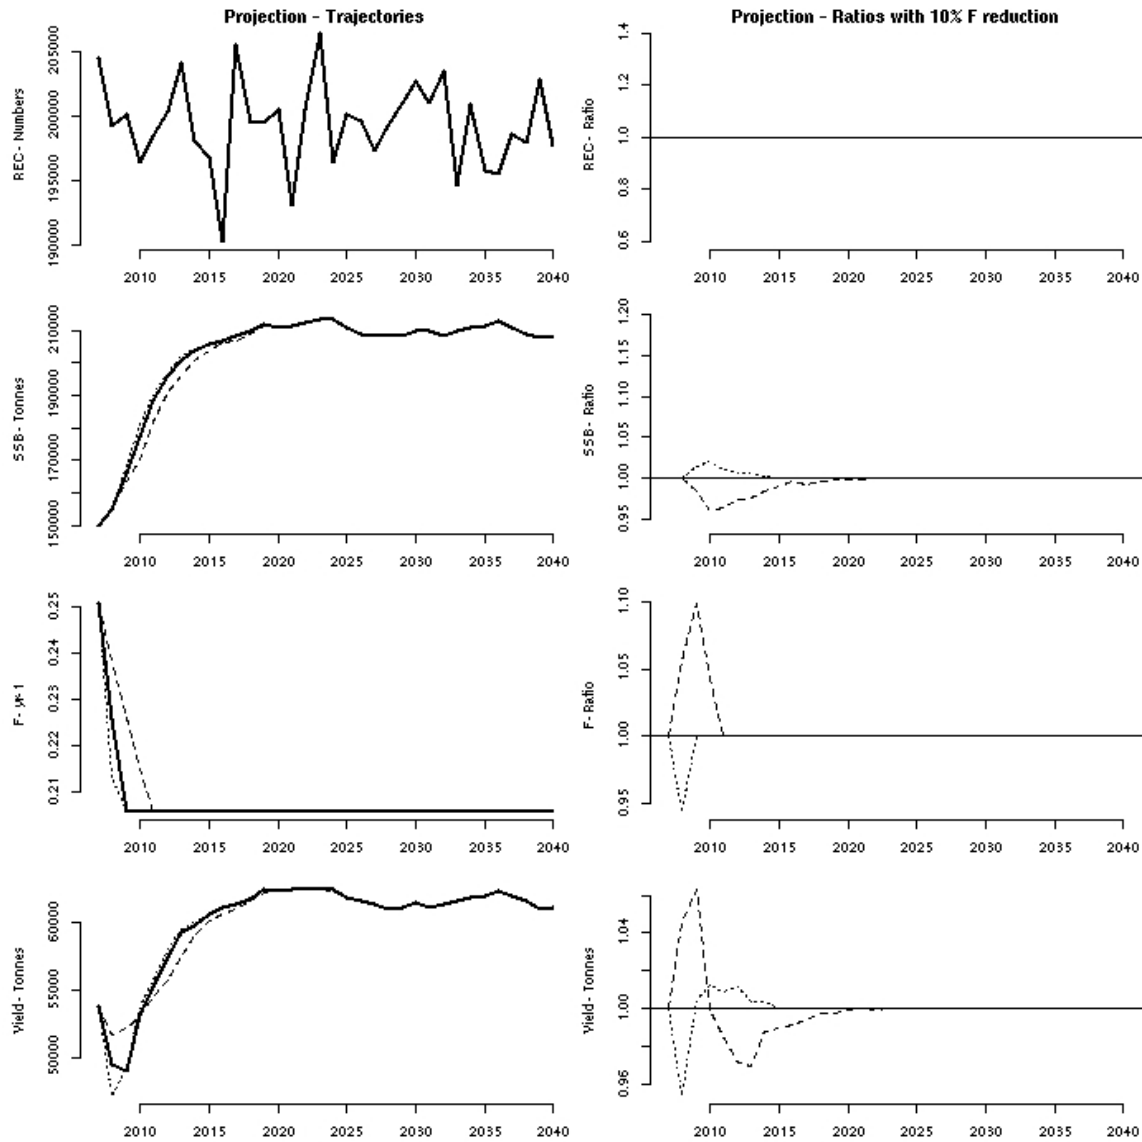 Projection - Trajectories
REC - Numbers
205000
200000
195000
190000
2010 2015 2020 2025 2030 2035 2040
Projection - Ratios with 10% F reduction
REC - Ratio
1.4
1.2
1.0
0.8
0.6
2010 2015 2020 2025 2030 2035 2040
SSB - Tonnes
210000
190000
170000
150000
2010 2015 2020 2025 2030 2035 2040
SSB - Ratio
1.20
1.15
1.10
1.05
1.00
0.95
2010 2015 2020 2025 2030 2035 2040
F - yr-1
0.25
0.24
0.23
0.22
0.21
2010 2015 2020 2025 2030 2035 2040
F - Ratio
1.10
1.05
1.00
0.95
2010 2015 2020 2025 2030 2035 2040
Yield - Tonnes
60000
55000
50000
2010 2015 2020 2025 2030 2035 2040
Yield - Tonnes
1.04
1.00
0.96
2010 2015 2020 2025 2030 2035 2040